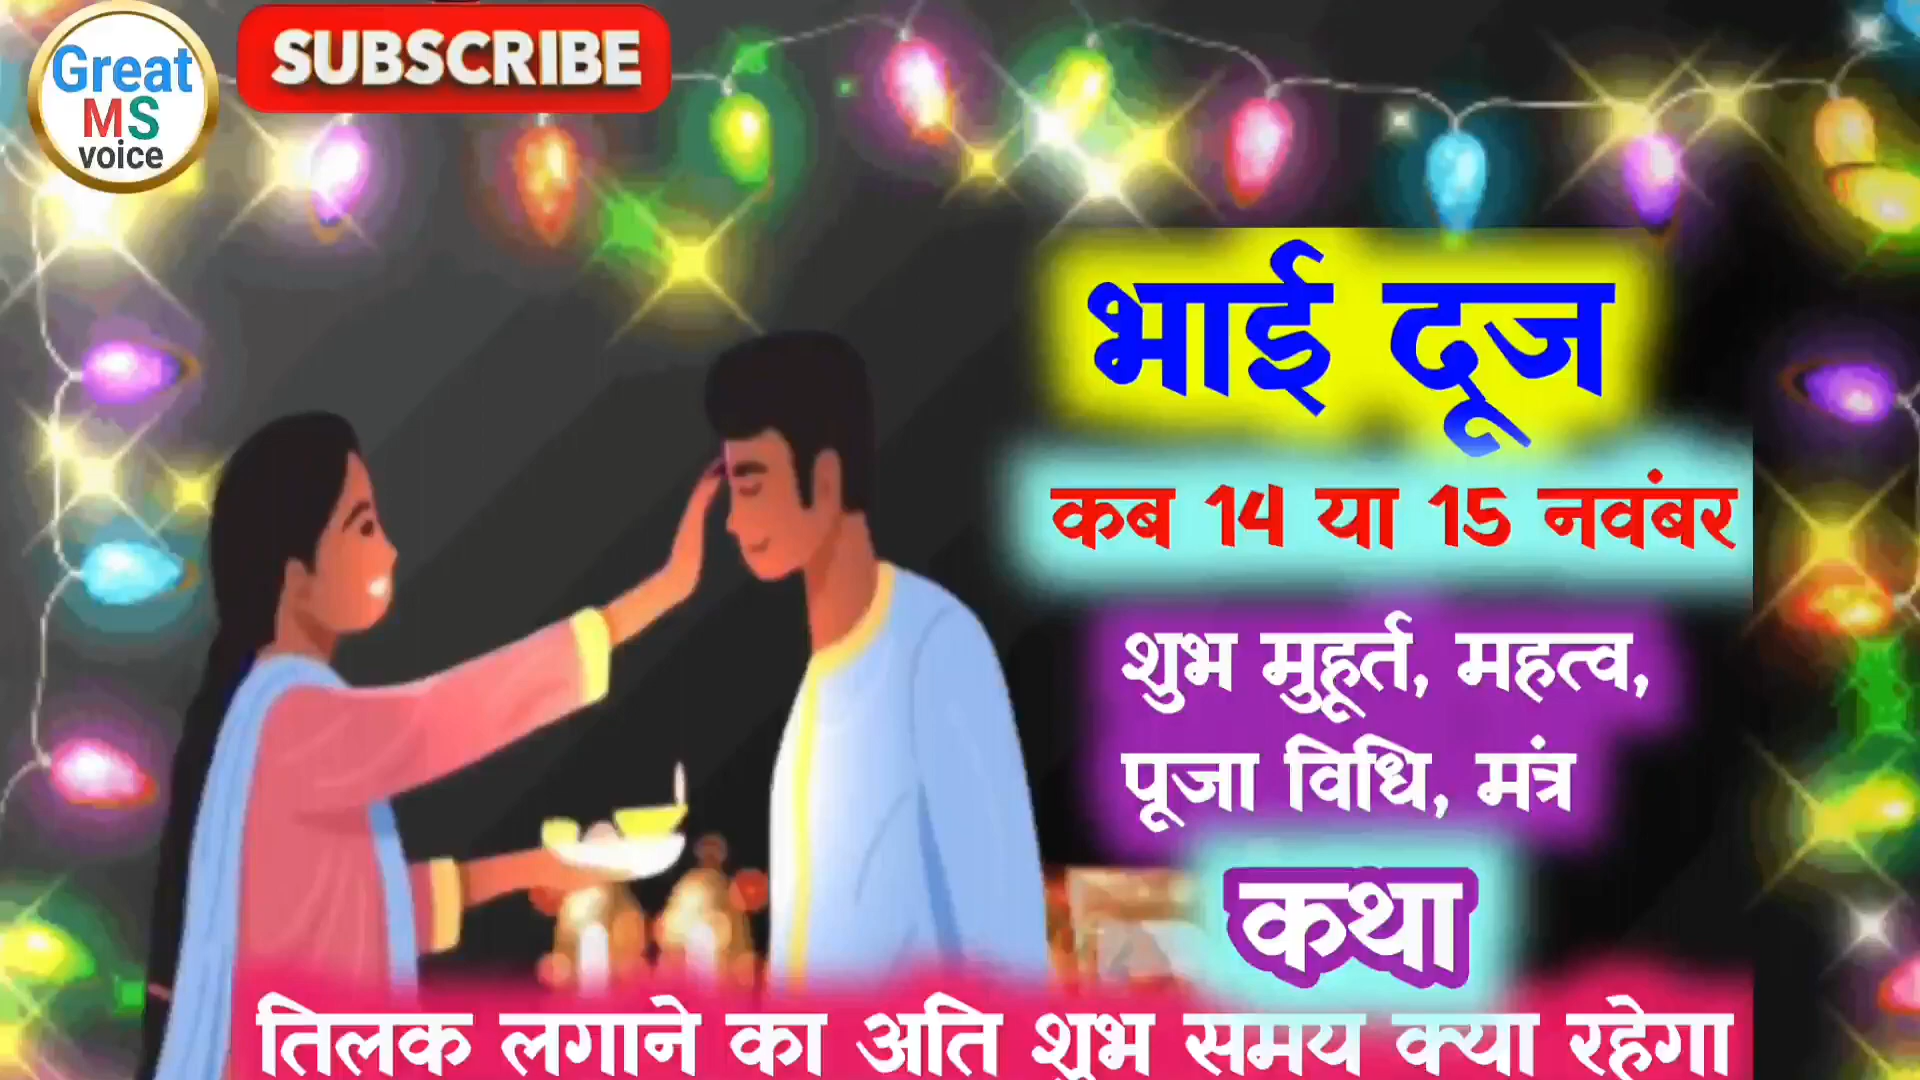 Great
MS
voice
SUBSCRIBE
भाई दूज
कब 14 या 15 नवंबर
शुभ मुहूर्त, महत्व,
पूजा विधि, मंत्र
कथा
तिलक लगाने का अति शुभ समय क्या रहेगा